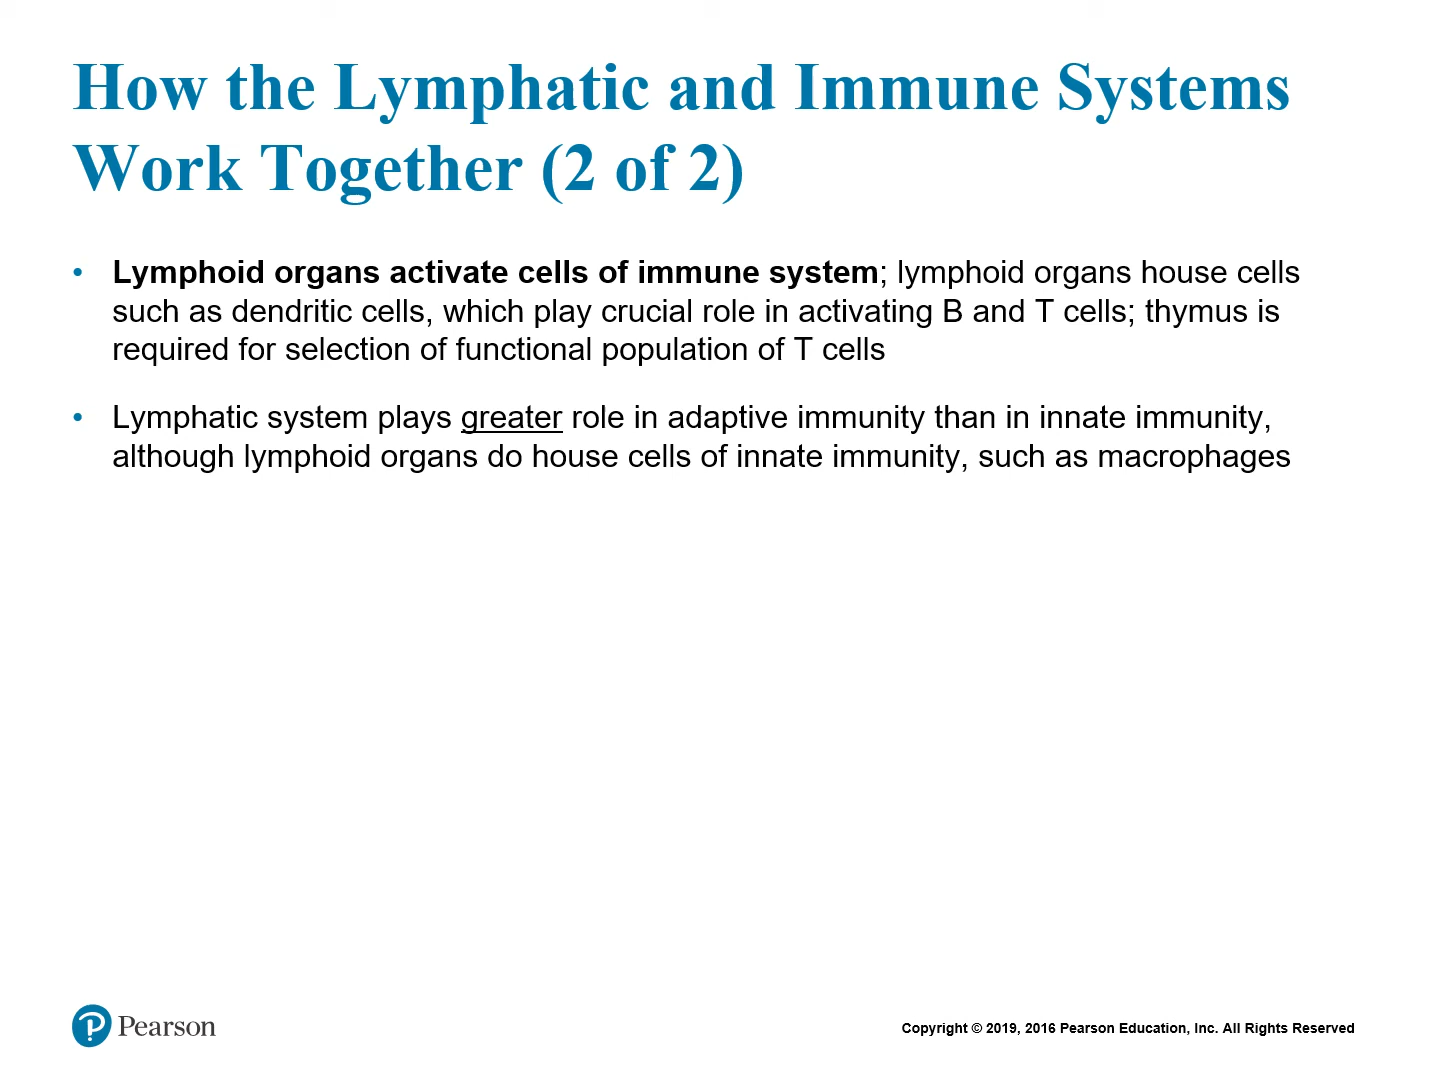 How the Lymphatic and Immune Systems
Work Together (2 of 2)
• Lymphoid organs activate cells of immune system; lymphoid organs house cells
such as dendritic cells, which play crucial role in activating B and T cells; thymus is
required for selection of functional population of T cells
• Lymphatic system plays greater role in adaptive immunity than in innate immunity,
although lymphoid organs do house cells of innate immunity, such as macrophages
Pearson
Copyright © 2019, 2016 Pearson Education, Inc. All Rights Reserved